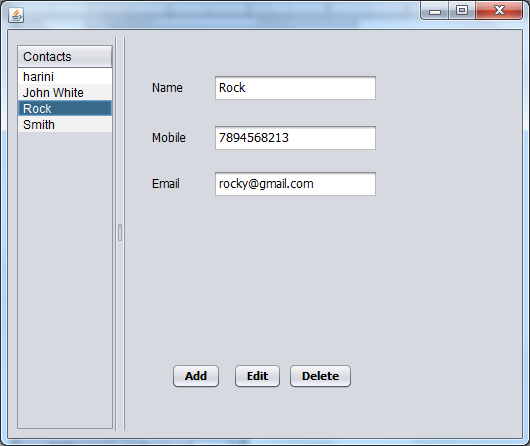 Contacts
harini
John White
Rock
Smith
Name Rock
Mobile 7894568213
Email rocky@gmail.com
Add Edit Delete